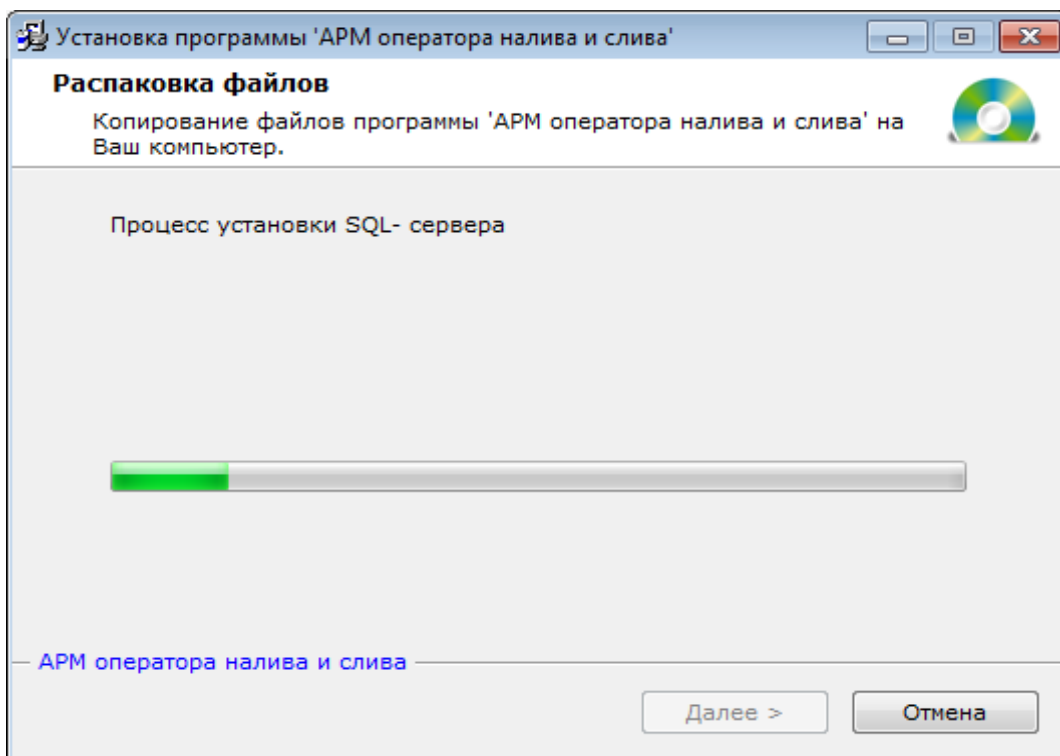 Установка программы 'АРМ оператора налива и слива'
Распаковка файлов
Копирование файлов программы 'АРМ оператора налива и слива' на
Ваш компьютер.
Процесс установки SQL- сервера
АРМ оператора налива и слива
Далее >
Отмена